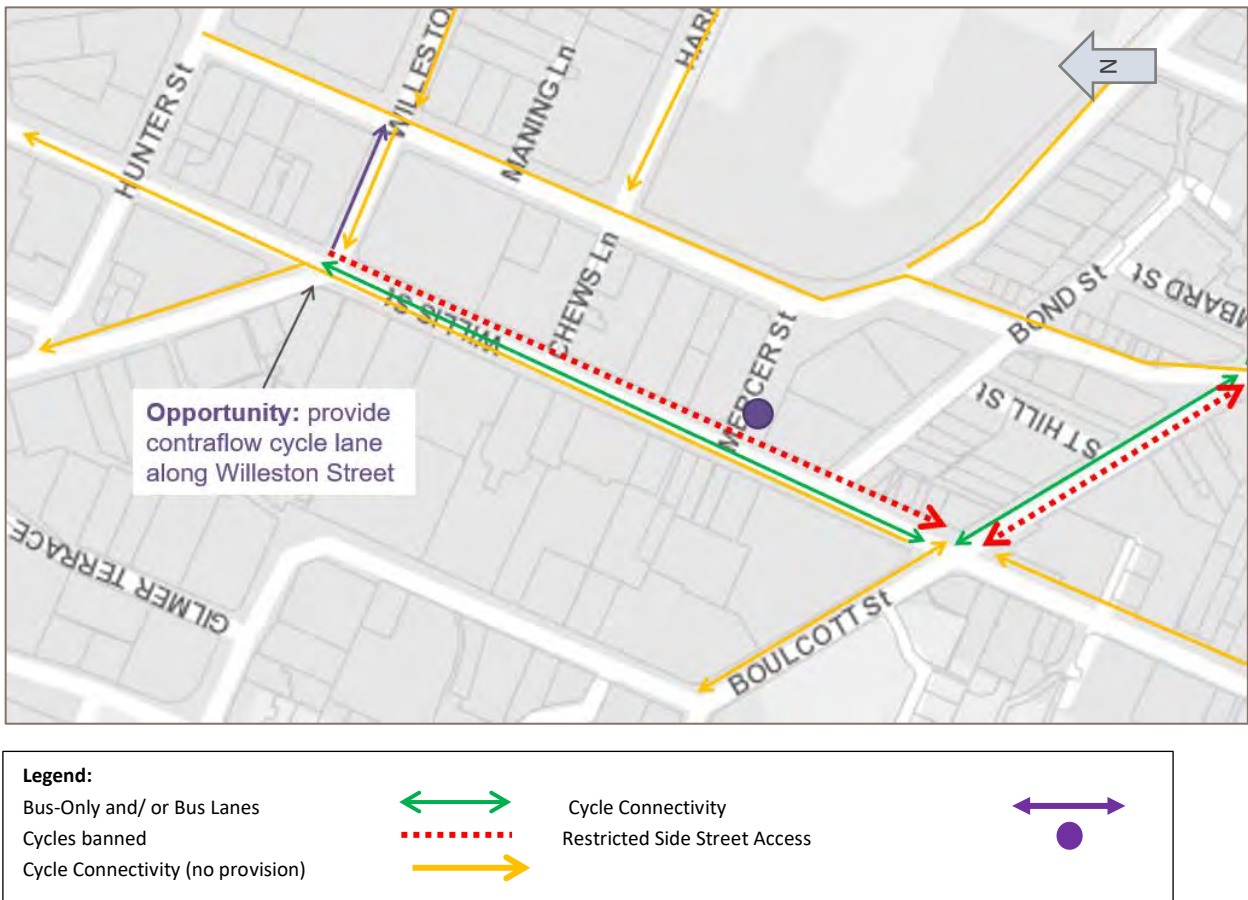 WILLESTO
HARI
N
HUNTER St
MANING Ln
WILLIS St
CHEWS Ln
MERCER St
BOND St
MBARD St
ST HILL St
Opportunity: provide
contraflow cycle lane
along Willeston Street
GILMER TERRACE
BOULCOTT St
Legend:
Bus-Only and/ or Bus Lanes
Cycle Connectivity
Cycles banned
Restricted Side Street Access
Cycle Connectivity (no provision)